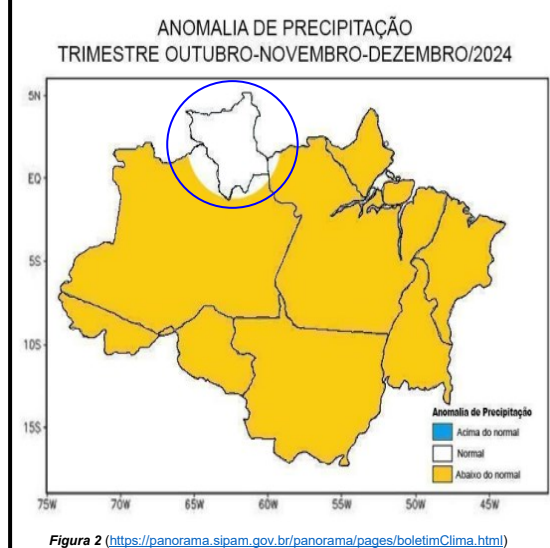 ANOMALIA DE PRECIPITAÇÃO
TRIMESTRE OUTUBRO-NOVEMBRO-DEZEMBRO/2024
5N
EQ
5S
10S
15S
75W 70W 65W 60W 55W 50W 45W
Anomalia de Precipitação
Acima do normal
Normal
Abaixo do normal
Figura 2 (https://panorama.sipam.gov.br/panorama/pages/boletimClima.html)